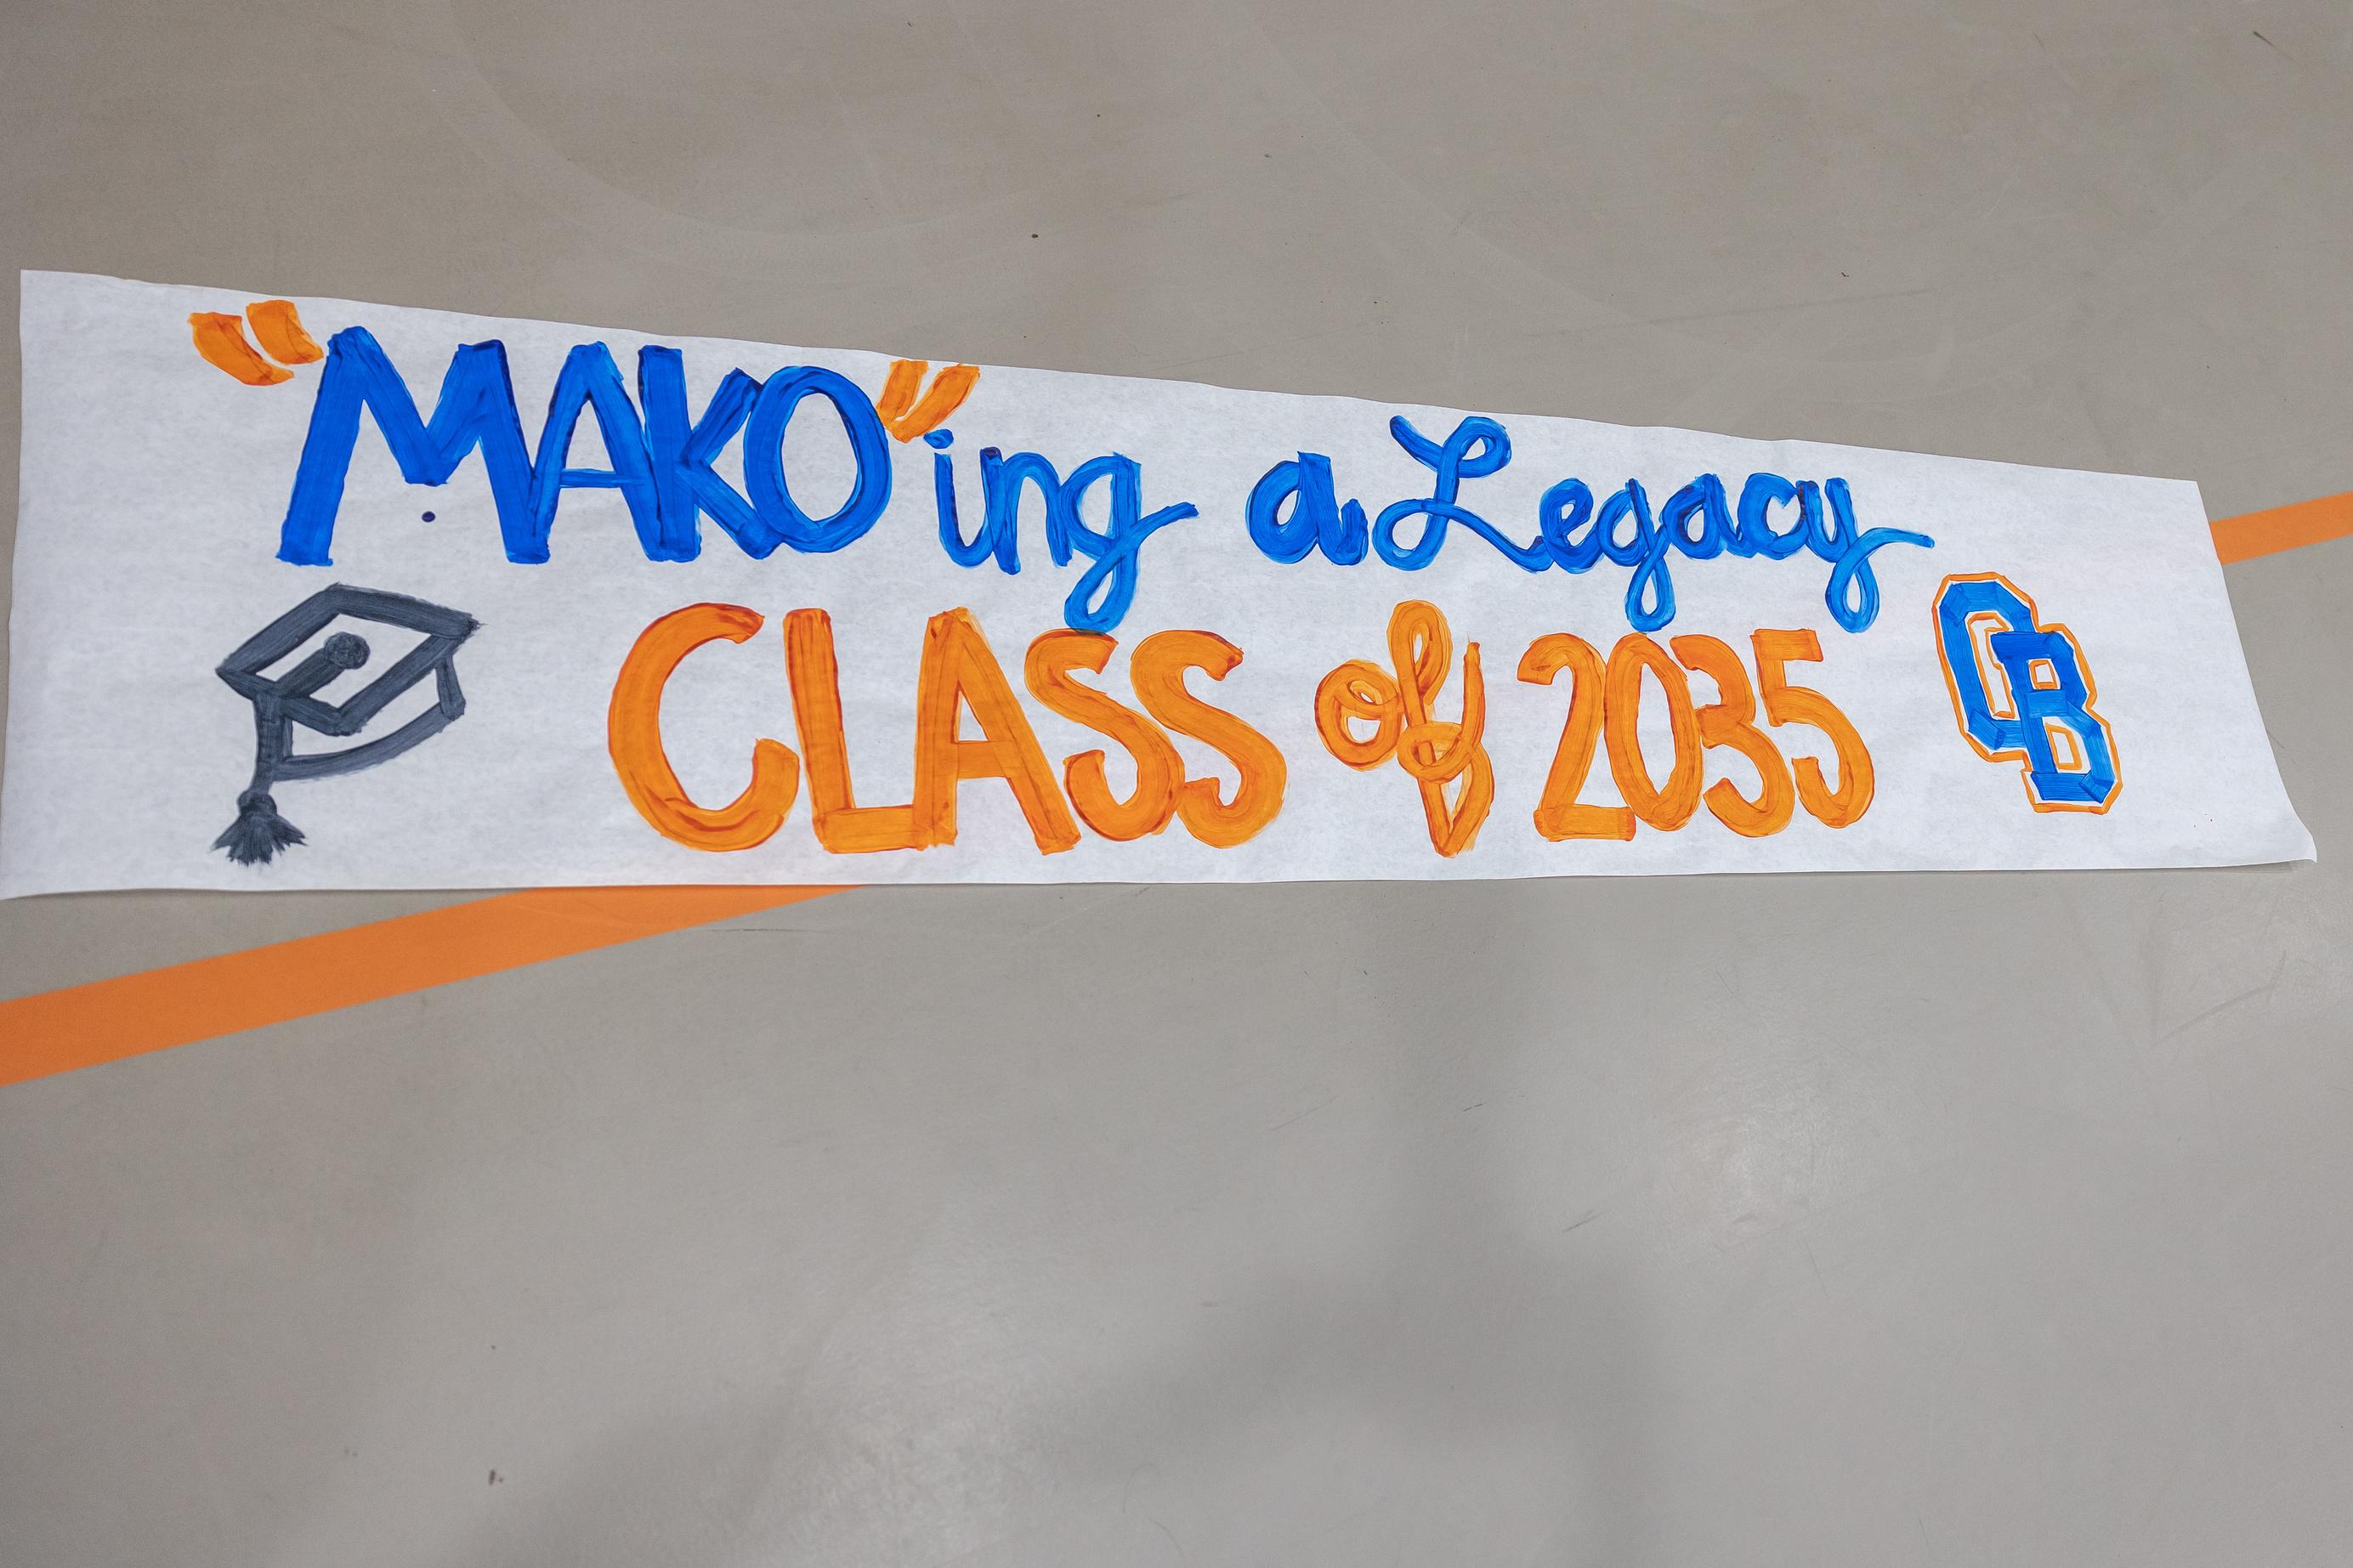 "MAKO"ing a Legacy
CLASS of 2035
OB